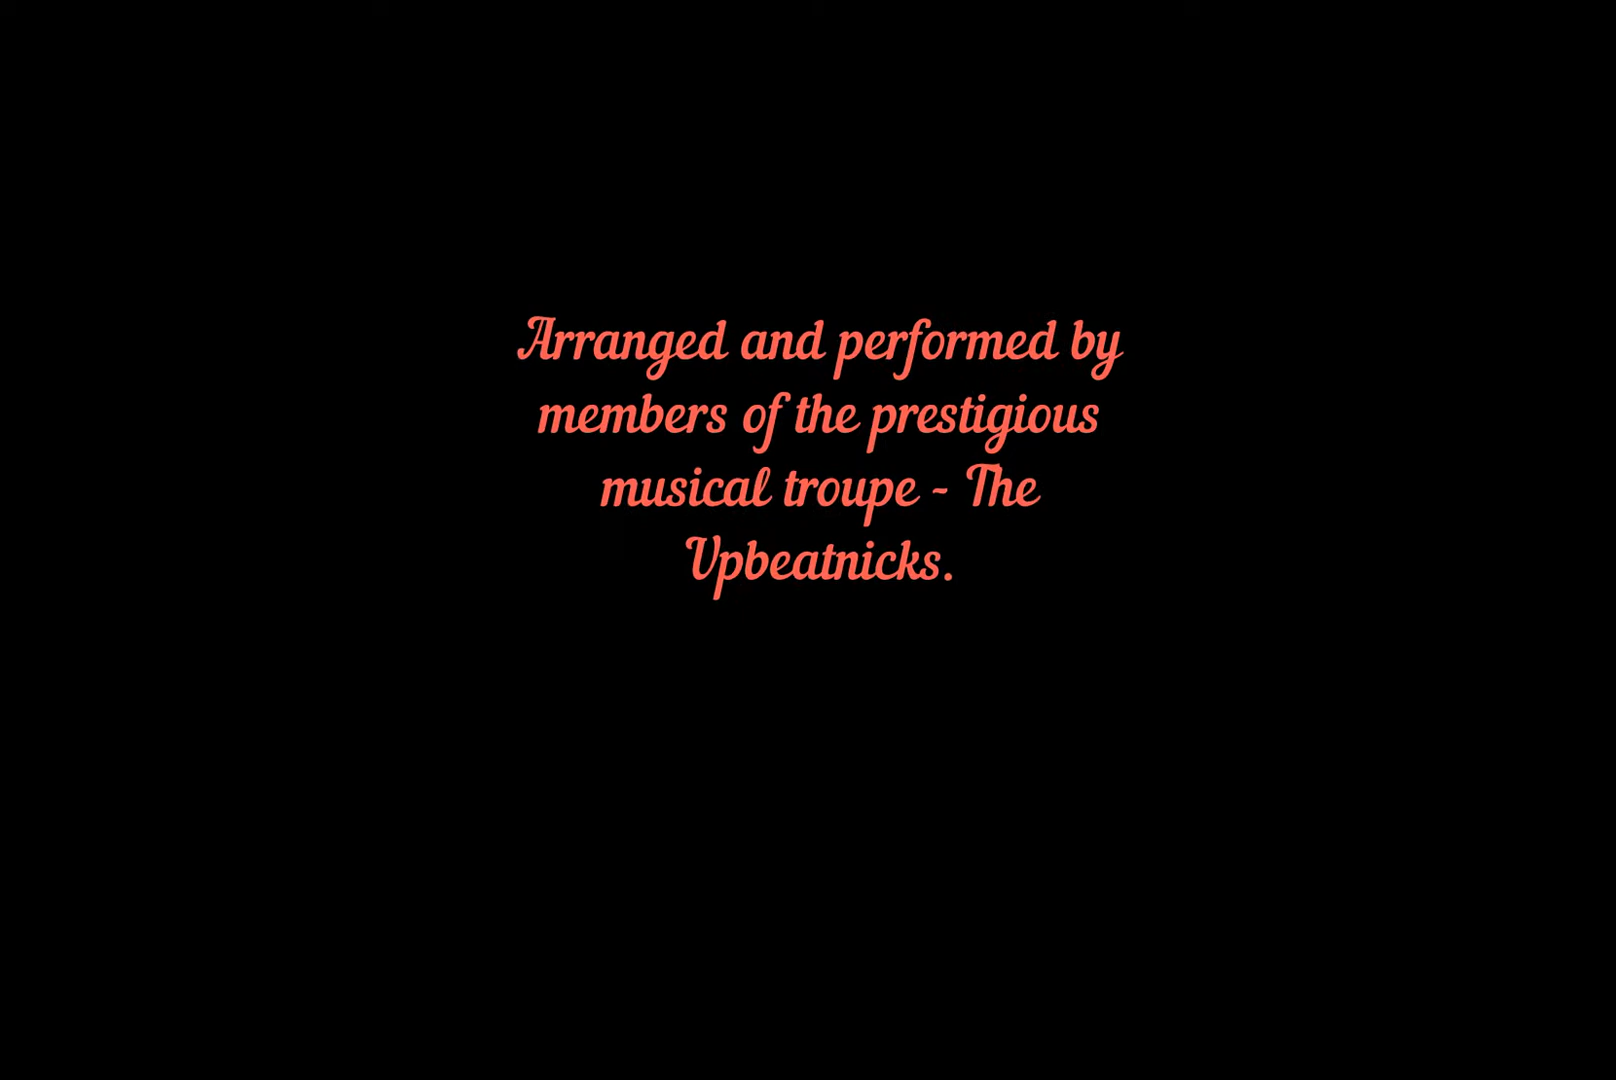 Arranged and performed by
members of the prestigious
musical troupe - The
Upbeatnicks.